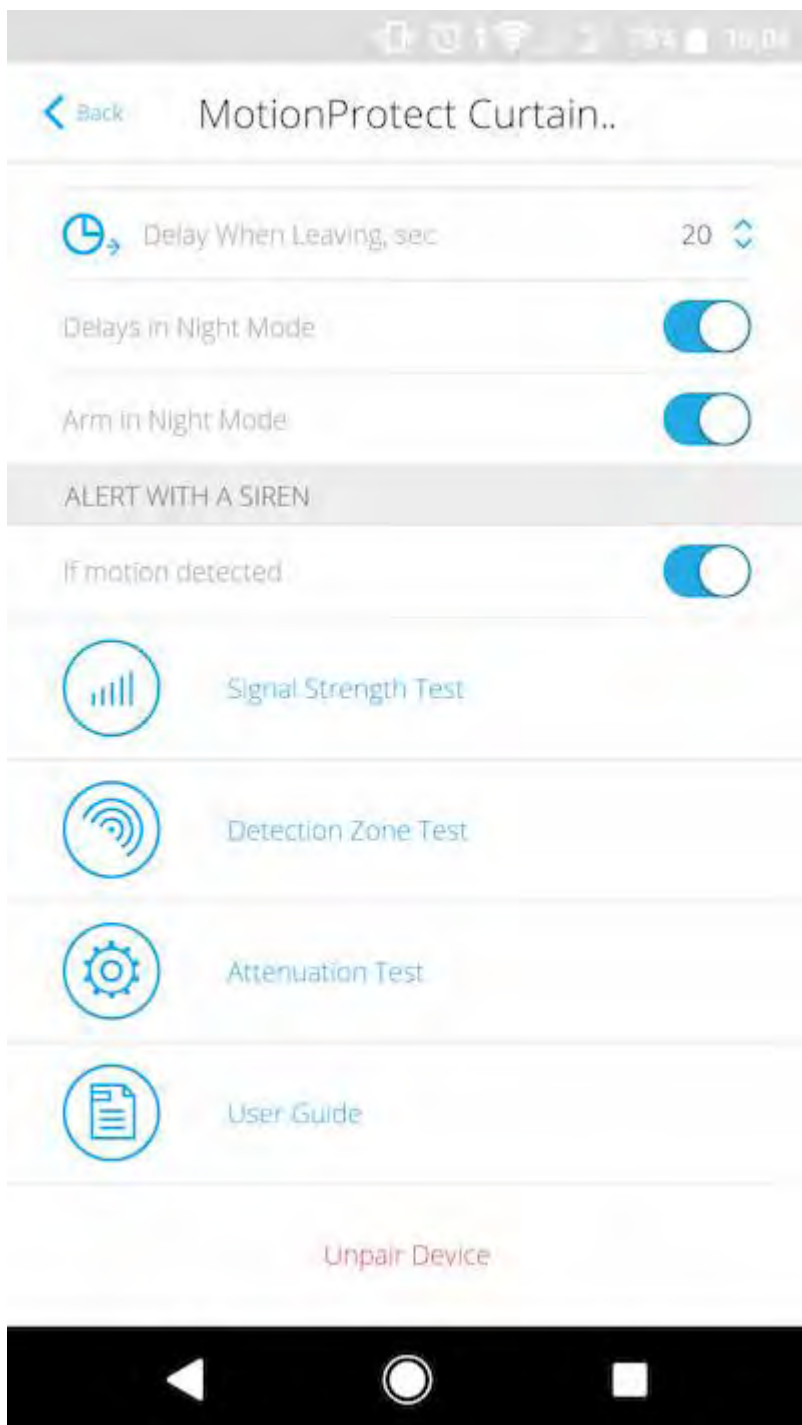 Back
MotionProtect Curtain..
Delay When Leaving, sec
20
Delays in Night Mode
Arm in Night Mode
ALERT WITH A SIREN
If motion detected
Signal Strength Test
Detection Zone Test
Attenuation Test
User Guide
Unpair Device